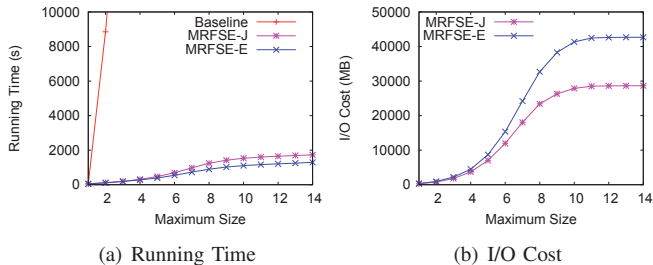 10000
8000
6000
4000
2000
0
Running Time (s)
Baseline
MRFSE-J
MRFSE-E
2 4 6 8 10 12 14
Maximum Size
(a) Running Time
50000
40000
30000
20000
10000
0
I/O Cost (MB)
MRFSE-J
MRFSE-E
2 4 6 8 10 12 14
Maximum Size
(b) I/O Cost